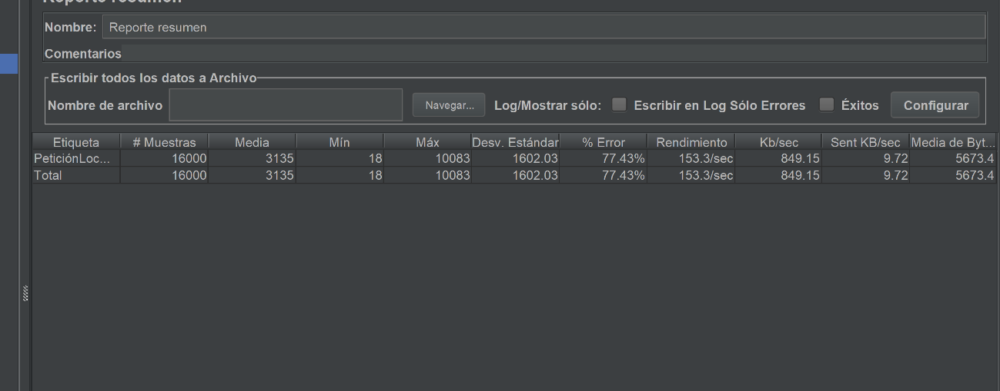 Reporte resumen
Nombre: Reporte resumen
Comentarios
Escribir todos los datos a Archivo
Nombre de archivo Navegar... Log/Mostrar sólo: Escribir en Log Sólo Errores Éxitos Configurar
Etiqueta # Muestras Media Mín Máx Desv. Estándar % Error Rendimiento Kb/sec Sent KB/sec Media de Byt...
PeticiónLoc... 16000 3135 18 10083 1602.03 77.43% 153.3/sec 849.15 9.72 5673.4
Total 16000 3135 18 10083 1602.03 77.43% 153.3/sec 849.15 9.72 5673.4